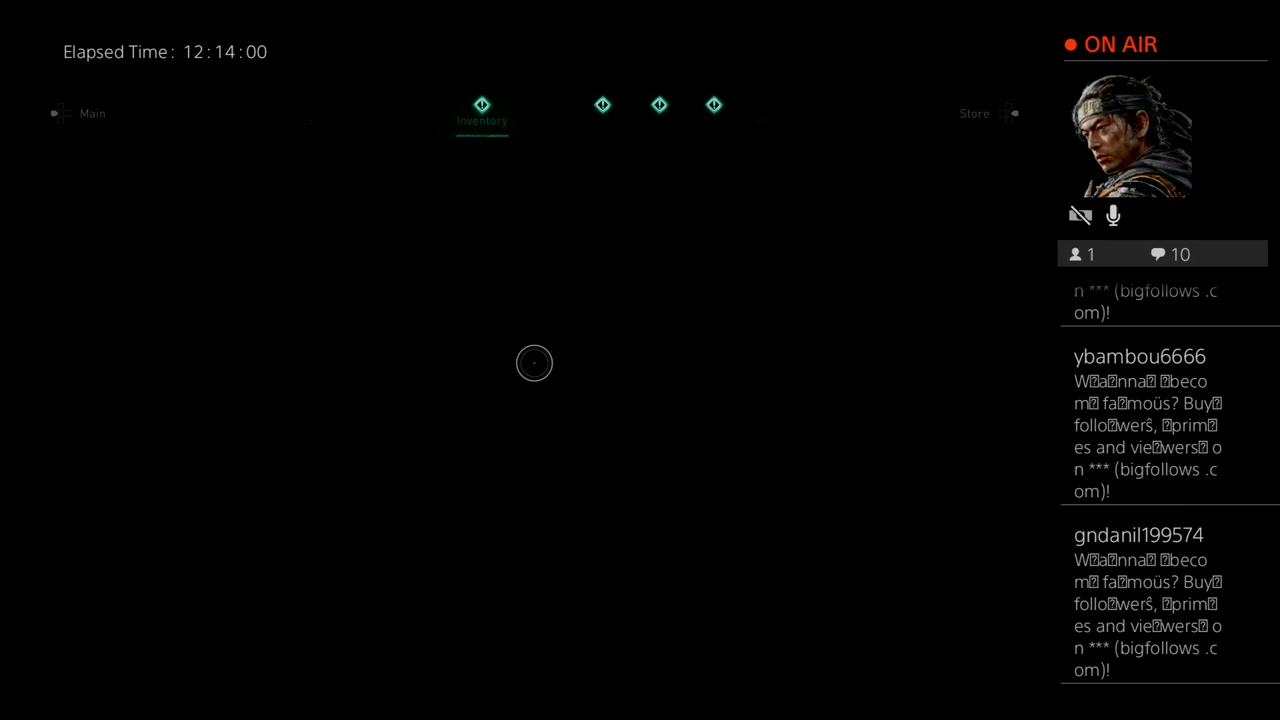 Elapsed Time: 12:14:00
ON AIR
Main
Inventory
Store
1
10
n *** (bigfollows .c
om)!
ybambou6666
W�a�nna� �beco
m� fa�moüs? Buy�
follo�werŝ, �prim�
es and vie�wers� o
n *** (bigfollows .c
om)!
gndanil199574
W�a�nna� �beco
m� fa�moüs? Buy�
follo�werŝ, �prim�
es and vie�wers� o
n *** (bigfollows .c
om)!